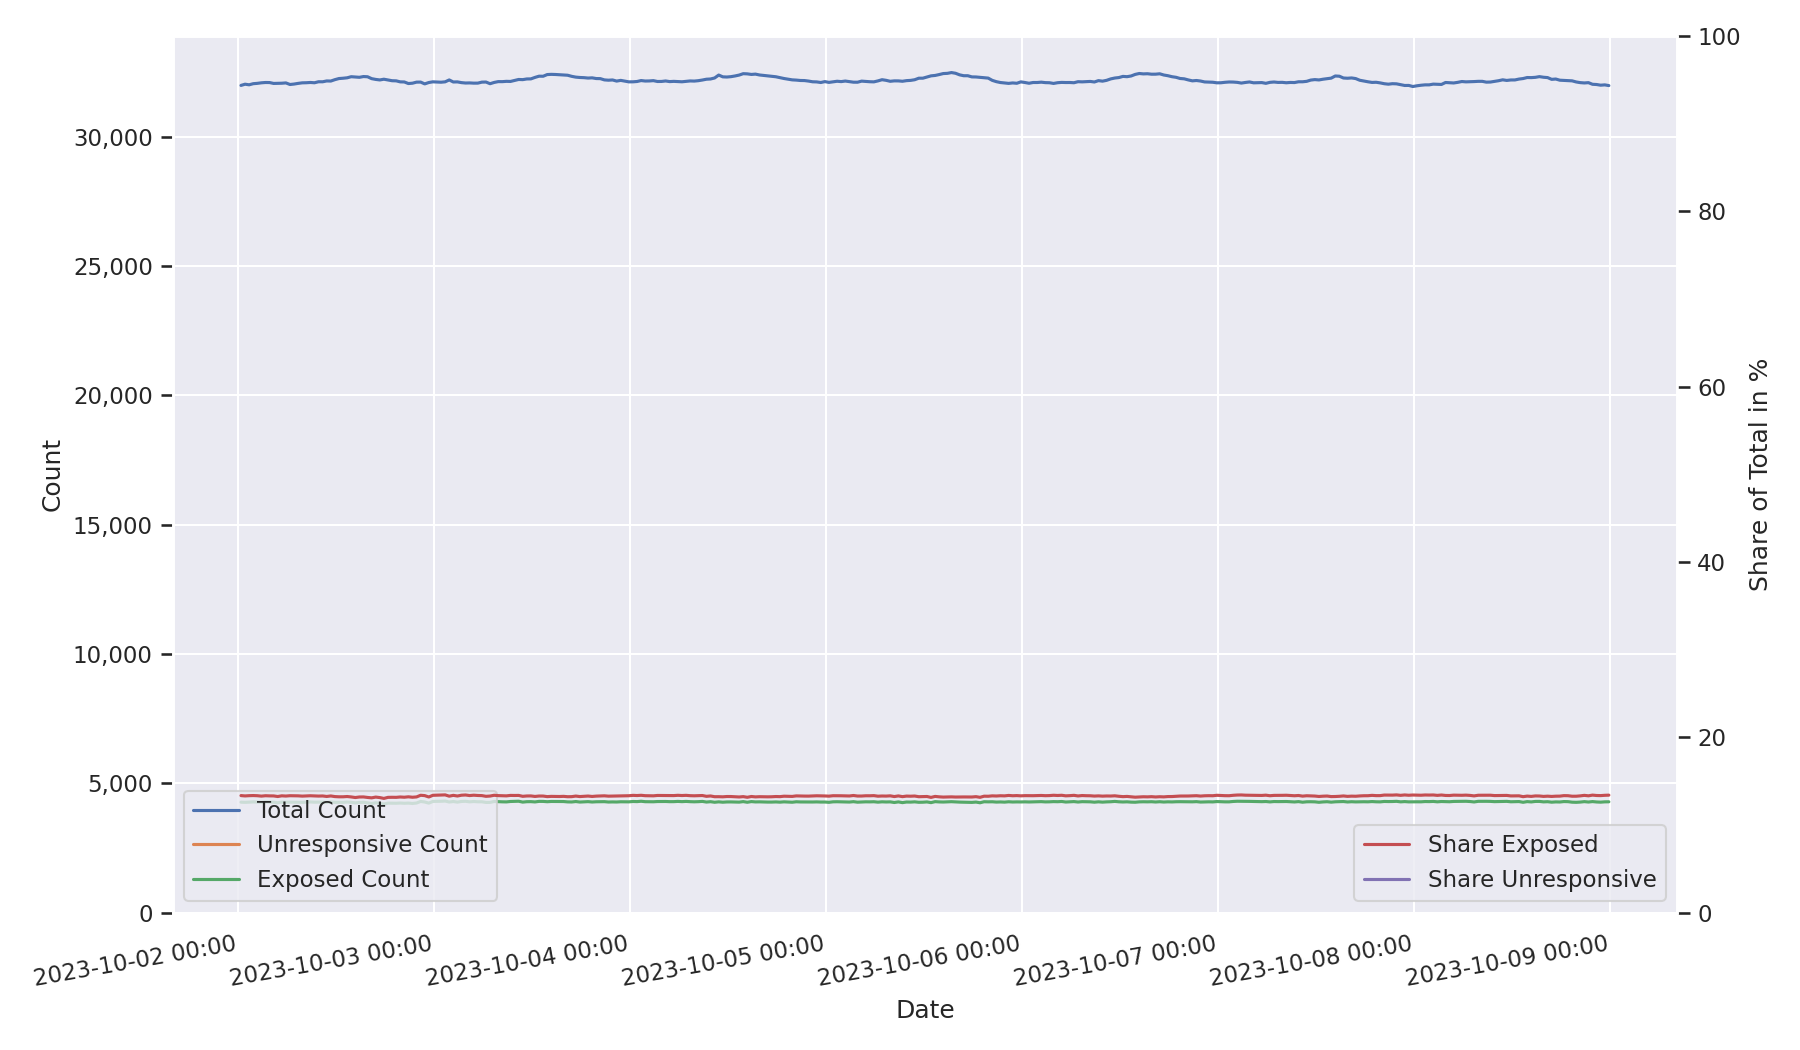 100
80
60
40
20
0
Share of Total in %
30,000
25,000
20,000
15,000
10,000
5,000
0
Count
Total Count
Unresponsive Count
Exposed Count
Share Exposed
Share Unresponsive
2023-10-02 00:00
2023-10-03 00:00
2023-10-04 00:00
2023-10-05 00:00
2023-10-06 00:00
2023-10-07 00:00
2023-10-08 00:00
2023-10-09 00:00
Date